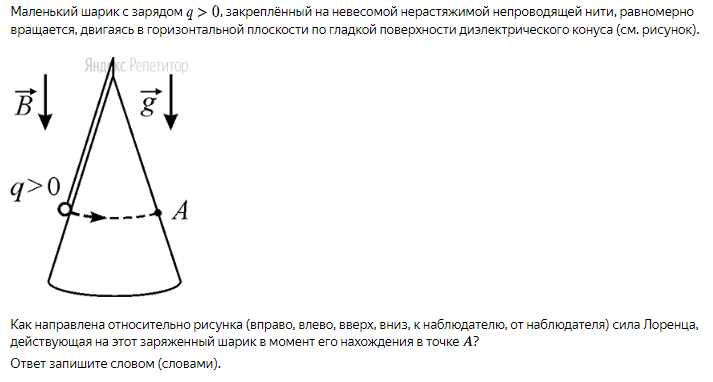 Маленький шарик с зарядом q > 0, закреплённый на невесомой нерастяжимой непроводящей нити, равномерно
вращается, двигаясь в горизонтальной плоскости по гладкой поверхности диэлектрического конуса (см. рисунок).
Яндекс Репетитор
B
g
q>0
A
Как направлена относительно рисунка (вправо, влево, вверх, вниз, к наблюдателю, от наблюдателя) сила Лоренца,
действующая на этот заряженный шарик в момент его нахождения в точке A?
Ответ запишите словом (словами).